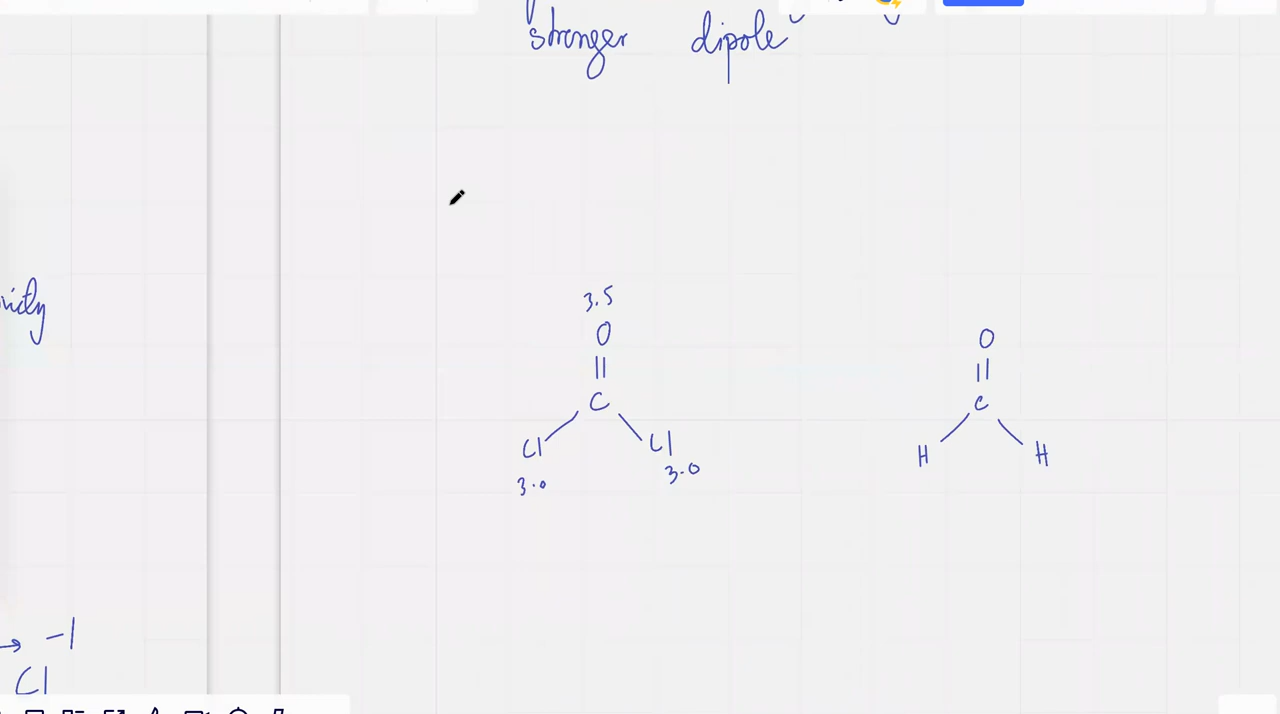 stronger dipole
3.5
O O
||  ||
C C
Cl Cl H H
3.0 3.0
→ -1
Cl